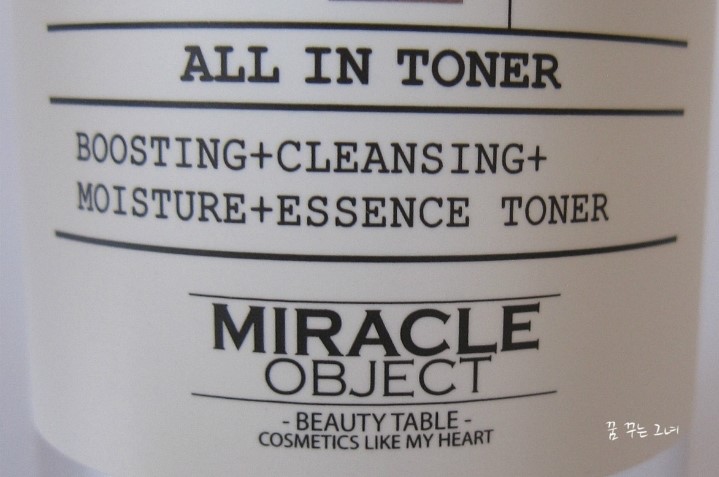 ALL IN TONER
BOOSTING+CLEANSING+
MOISTURE+ESSENCE TONER
MIRACLE
OBJECT
- BEAUTY TABLE -
COSMETICS LIKE MY HEART
꿈 꾸는 그녀